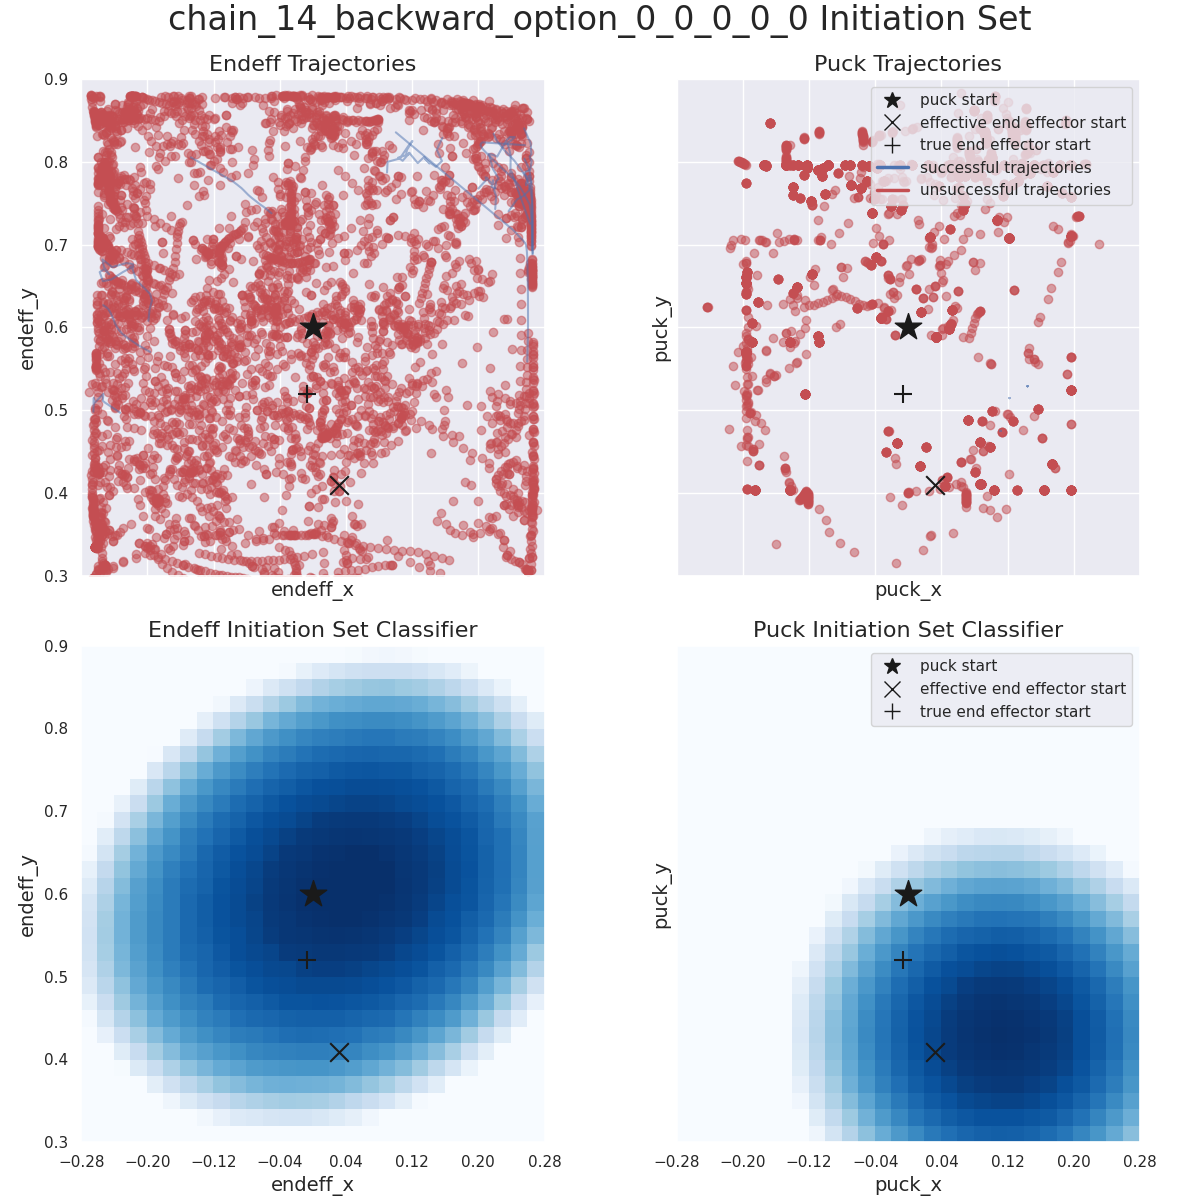 chain_14_backward_option_0_0_0_0_0 Initiation Set
Endeff Trajectories
0.9
0.8
0.7
0.6
0.5
0.4
0.3
endeff_y
endeff_x
Puck Trajectories
puck start
effective end effector start
true end effector start
successful trajectories
unsuccessful trajectories
puck_y
puck_x
Endeff Initiation Set Classifier
0.9
0.8
0.7
0.6
0.5
0.4
0.3
endeff_y
−0.28 −0.20 −0.12 −0.04 0.04 0.12 0.20 0.28
endeff_x
Puck Initiation Set Classifier
puck start
effective end effector start
true end effector start
puck_y
−0.28 −0.20 −0.12 −0.04 0.04 0.12 0.20 0.28
puck_x